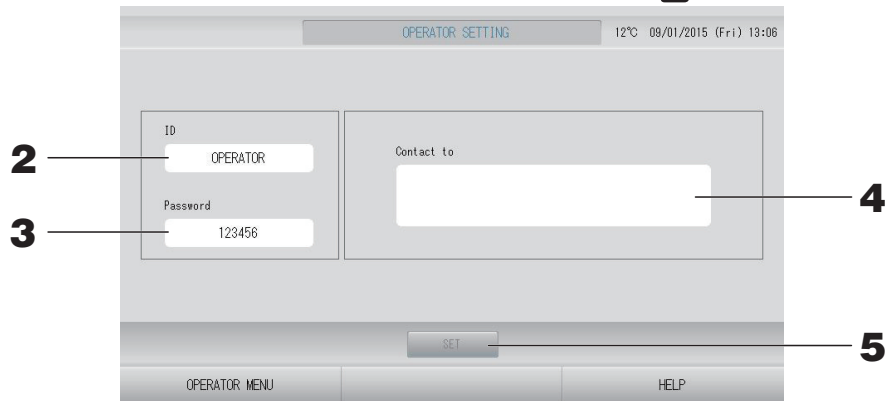 OPERATOR SETTING
12℃ 09/01/2015 (Fri) 13:06
ID
2
OPERATOR
Contact to
4
Password
3
123456
SET
5
OPERATOR MENU
HELP